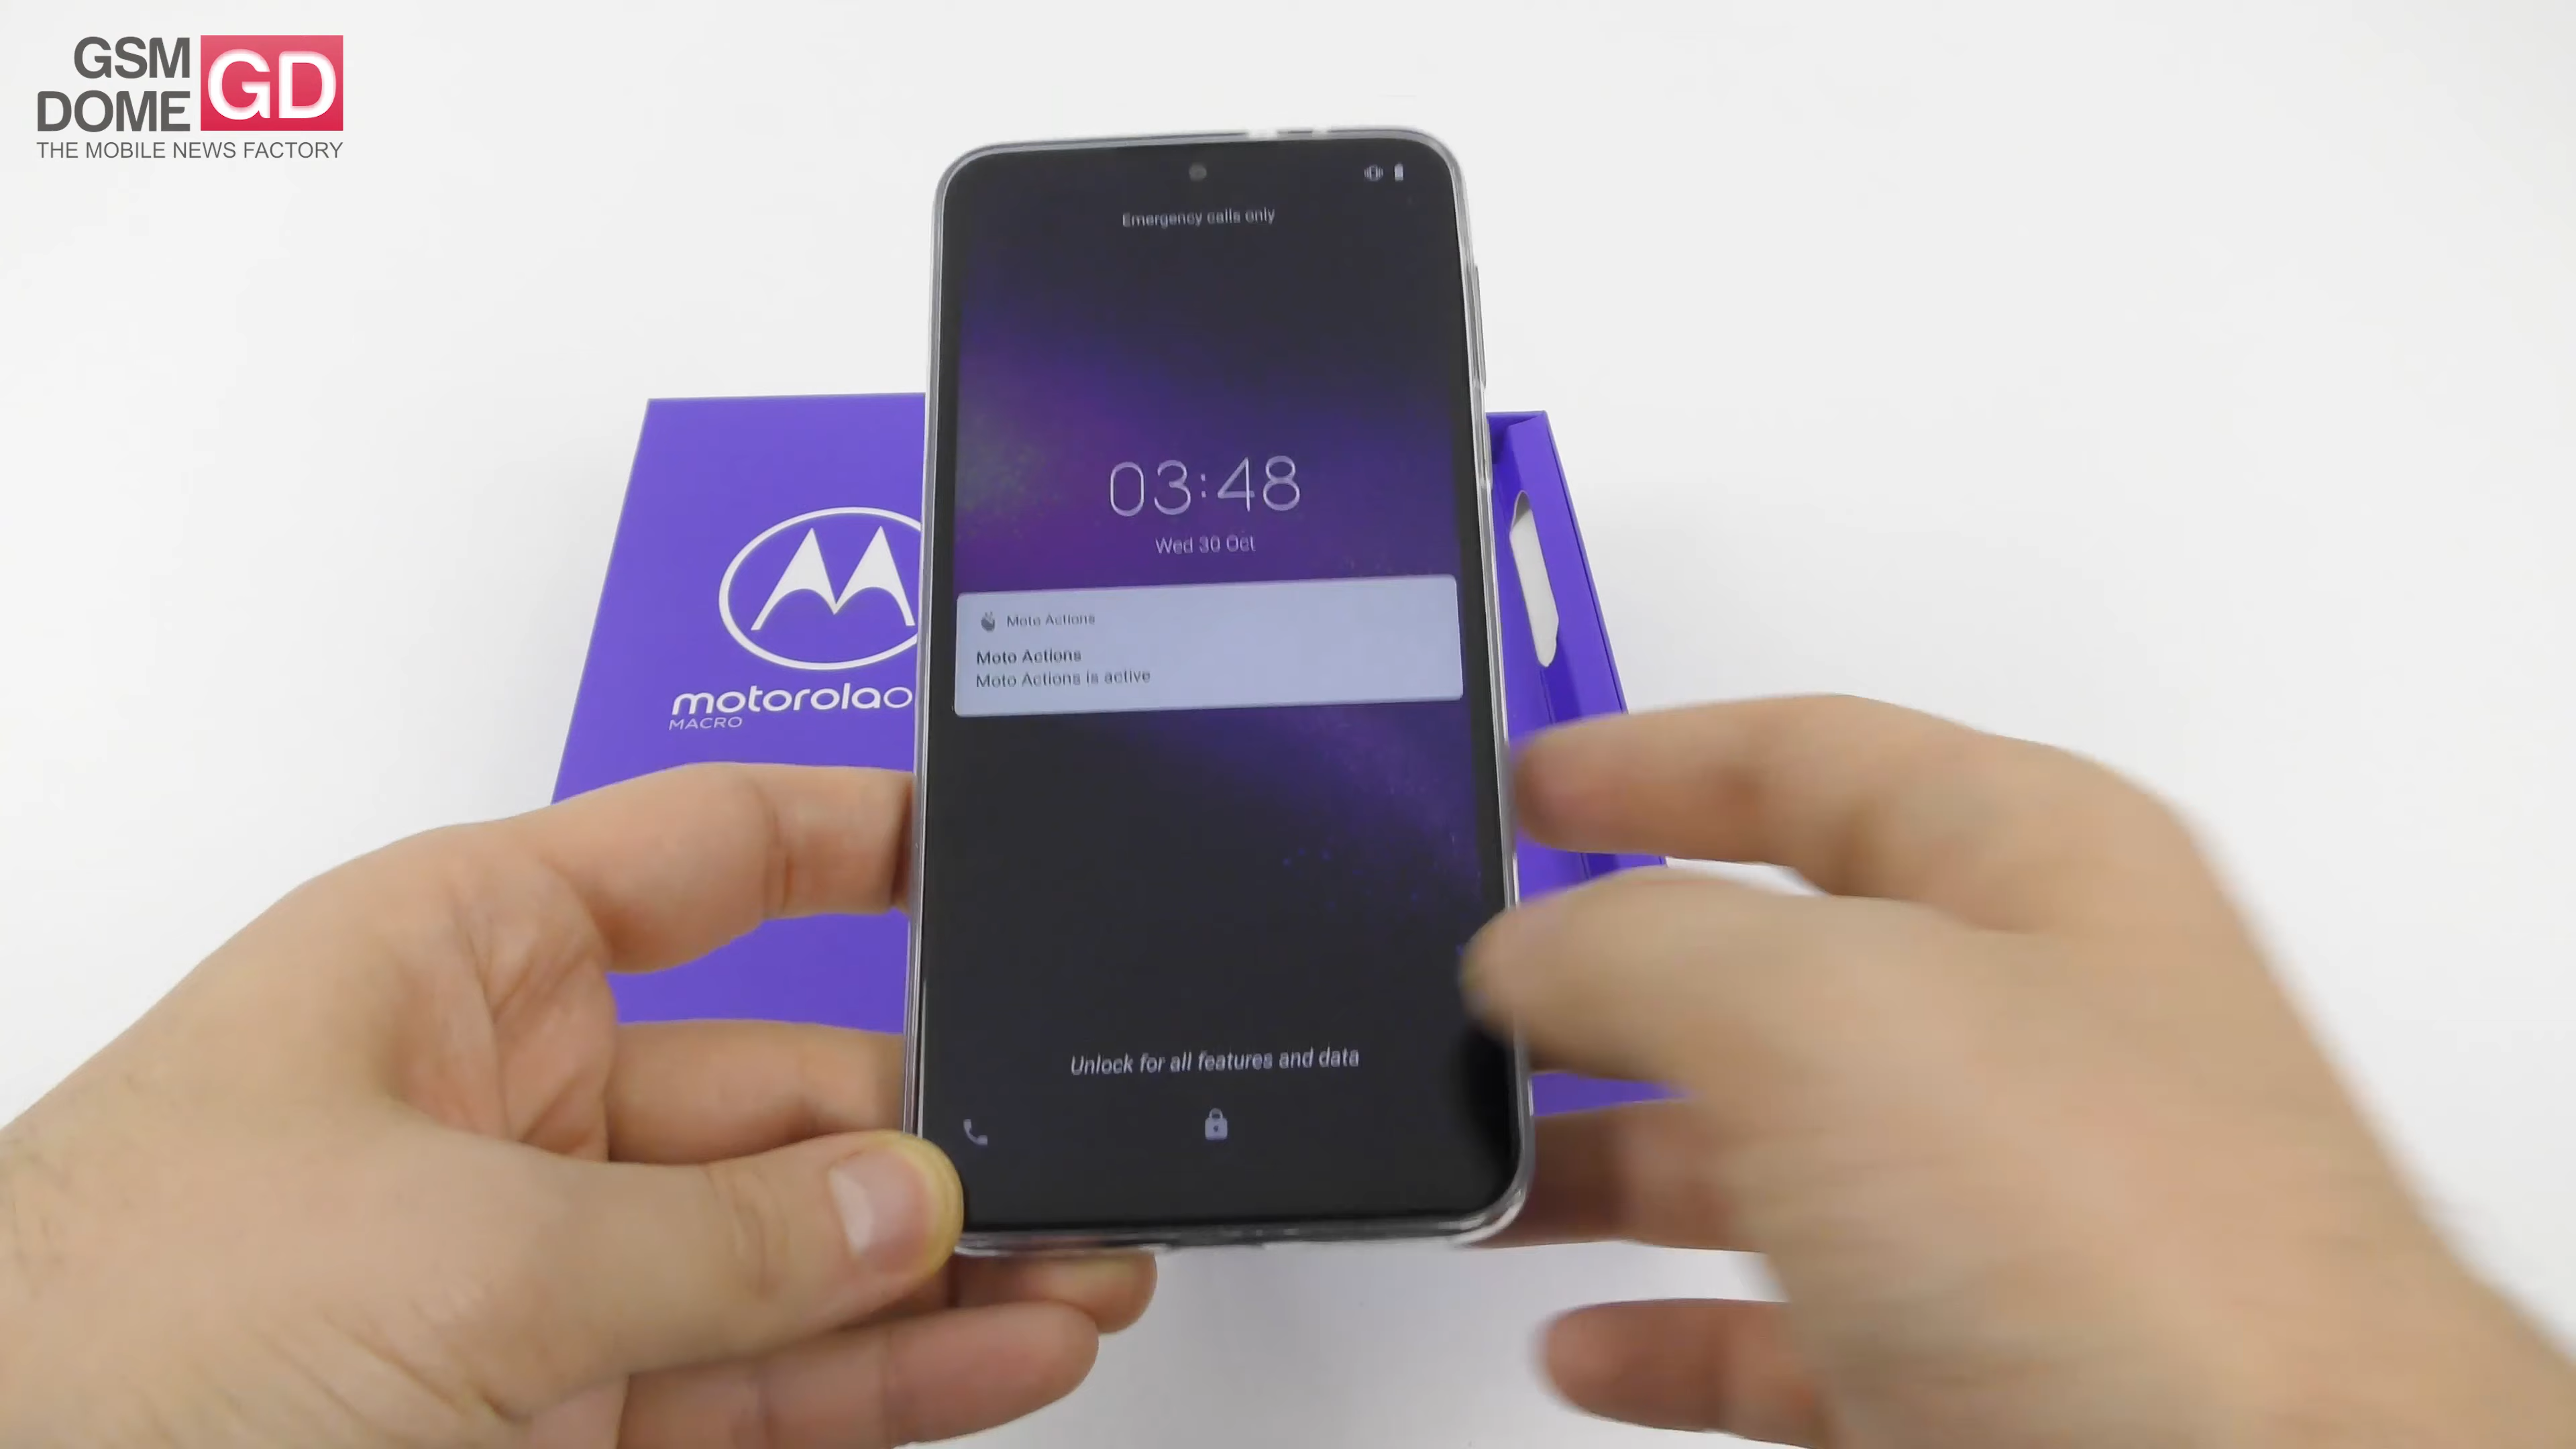 GSM
DOME
GD
THE MOBILE NEWS FACTORY
Emergency calls only
03:48
Wed 30 Oct
Moto Actions
Moto Actions
Moto Actions is active
motorolao
MACRO
Unlock for all features and data